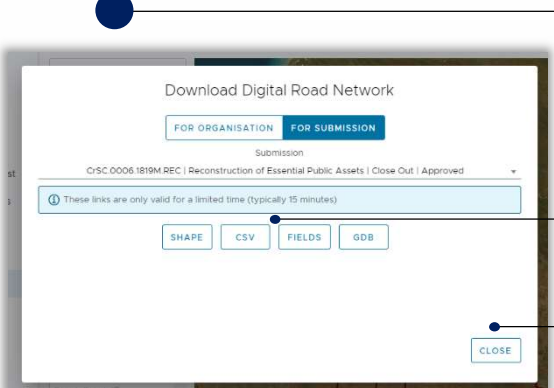 Download Digital Road Network
FOR ORGANISATION FOR SUBMISSION
Submission
CrSC.0006.1819M.REC | Reconstruction of Essential Public Assets | Close Out | Approved
st
These links are only valid for a limited time (typically 15 minutes)
s
SHAPE CSV FIELDS GDB
CLOSE